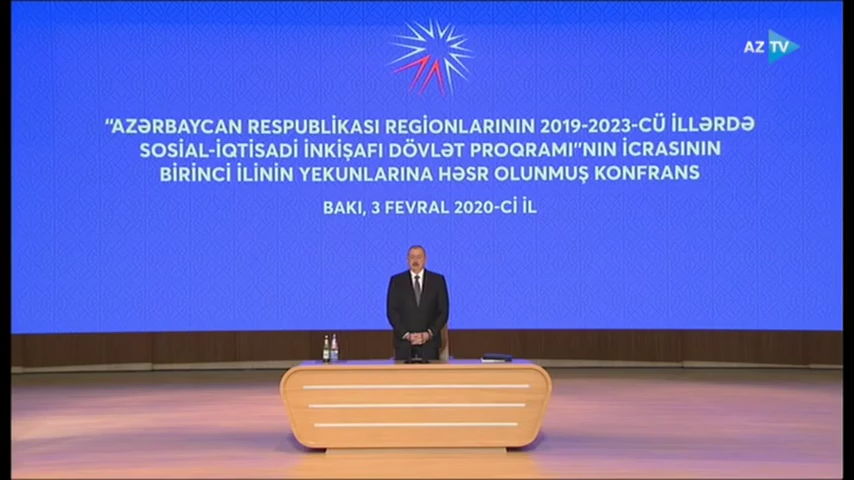 AZ TV
“AZƏRBAYCAN RESPUBLİKASI REGİONLARININ 2019-2023-CÜ İLLƏRDƏ
SOSİAL-İQTİSADİ İNKİŞAFI DÖVLƏT PROQRAMI”NIN İCRASININ
BİRİNCİ İLİNİN YEKUNLARINA HƏSR OLUNMUŞ KONFRANS
BAKI, 3 FEVRAL 2020-Cİ İL